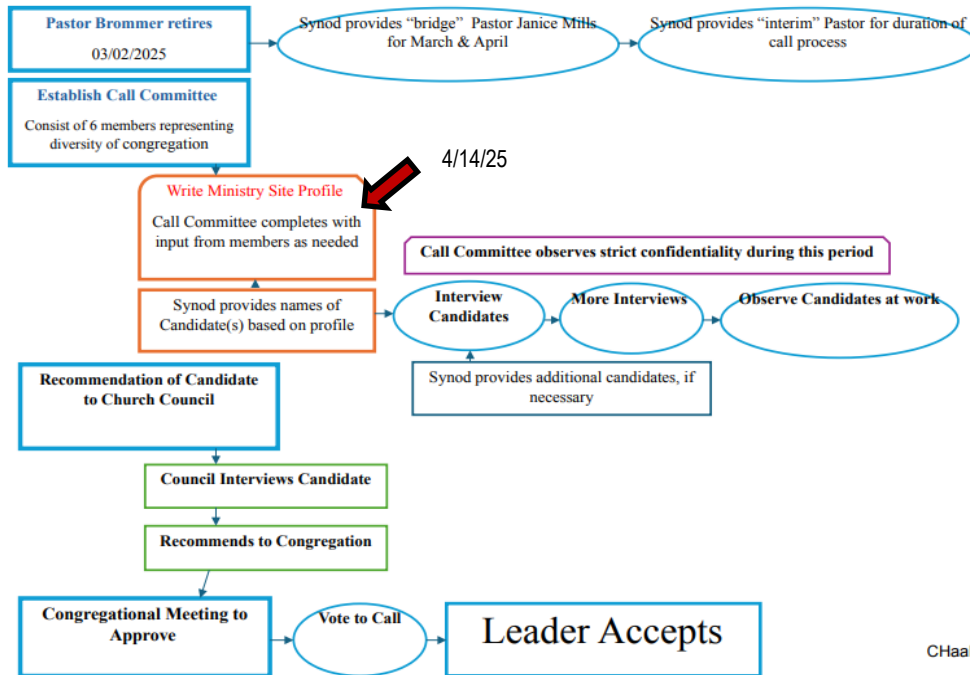 Pastor Brommer retires
03/02/2025
Synod provides “bridge” Pastor Janice Mills
for March & April
Synod provides “interim” Pastor for duration of
call process
Establish Call Committee
Consist of 6 members representing
diversity of congregation
4/14/25
Write Ministry Site Profile
Call Committee completes with
input from members as needed
Call Committee observes strict confidentiality during this period
Synod provides names of
Candidate(s) based on profile
Interview
Candidates
More Interviews
Observe Candidates at work
Synod provides additional candidates, if
necessary
Recommendation of Candidate
to Church Council
Council Interviews Candidate
Recommends to Congregation
Congregational Meeting to
Approve
Vote to Call
Leader Accepts